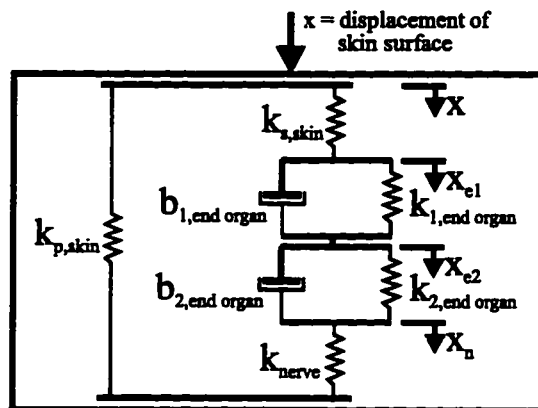 x = displacement of
skin surface
x
k_s,skin
x_e1
b_1,end organ
k_1,end organ
k_p,skin
x_e2
b_2,end organ
k_2,end organ
x_n
k_nerve